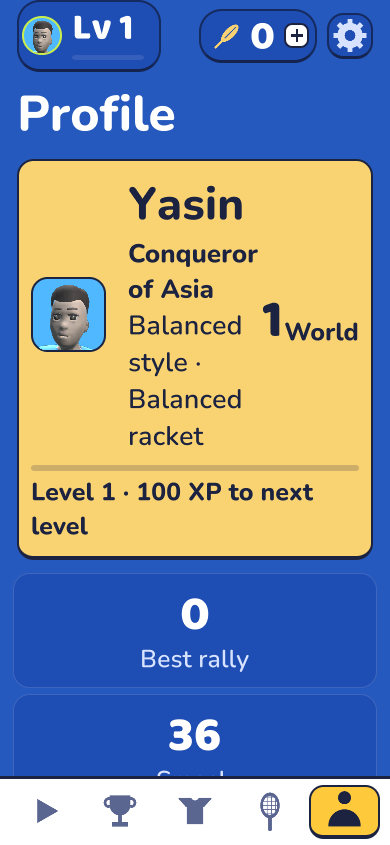 Lv 1
0
Profile
Yasin
Conqueror
of Asia
Balanced
style ·
Balanced
racket
1 World
Level 1 · 100 XP to next
level
0
Best rally
36